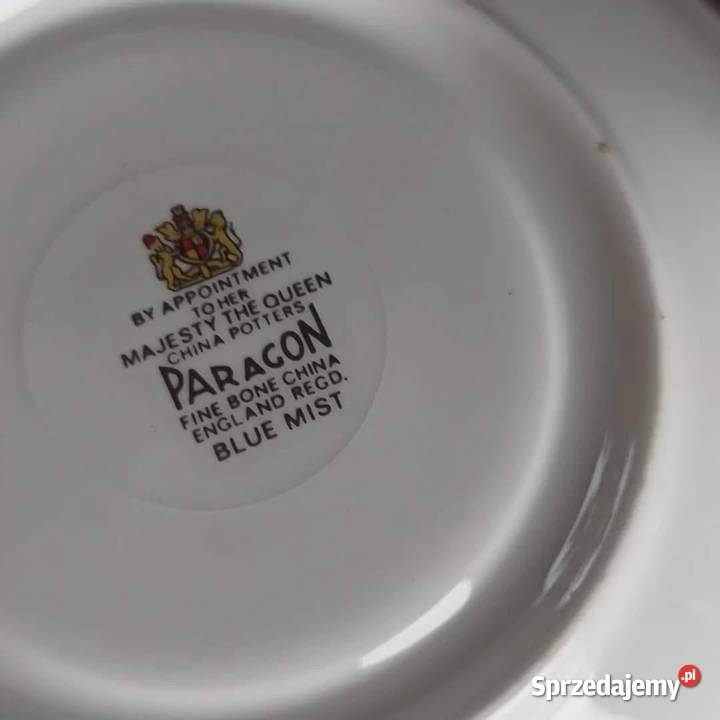 BY APPOINTMENT
TO HER
MAJESTY THE QUEEN
CHINA POTTERS
PARAGON
FINE BONE CHINA
ENGLAND REGD.
BLUE MIST
Sprzedajemy.pl